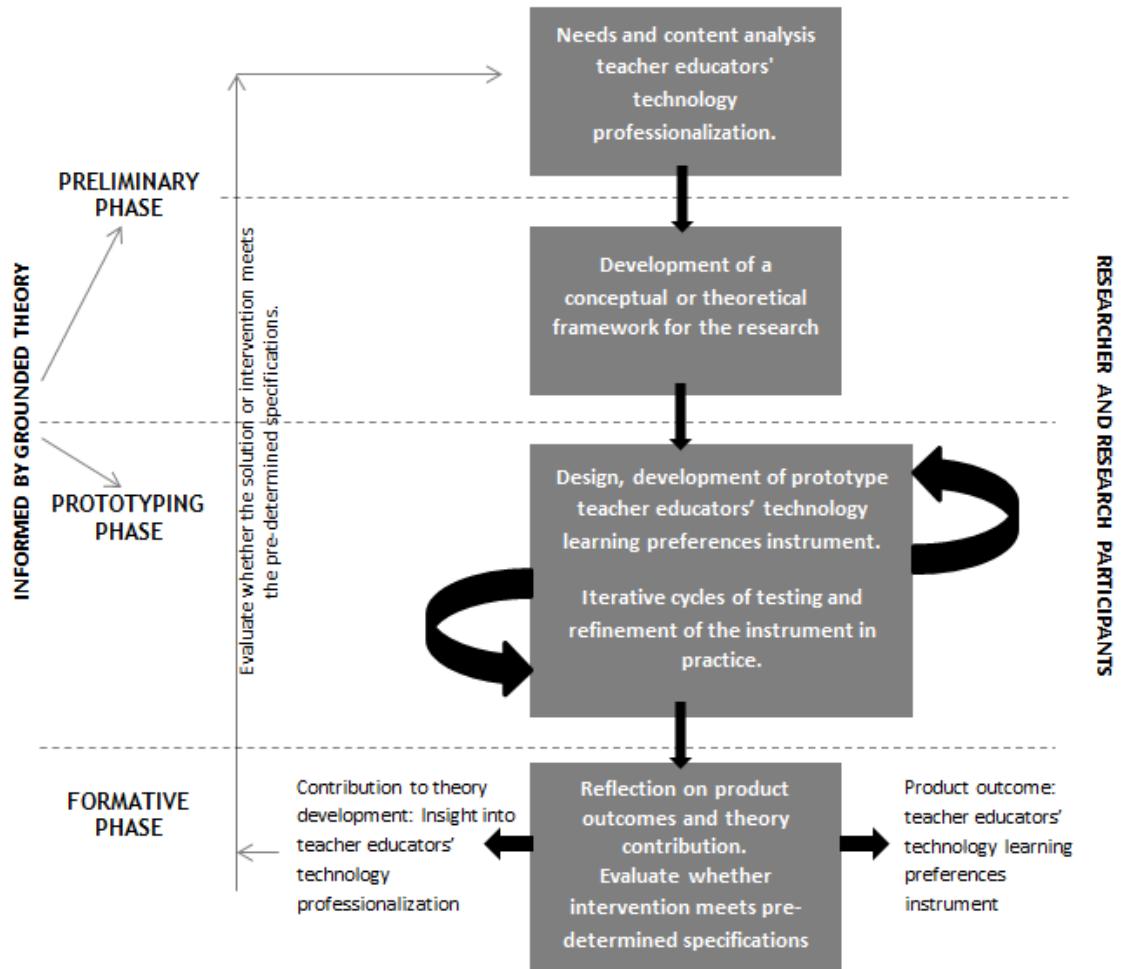 Needs and content analysis
teacher educators'
technology
professionalization.
PRELIMINARY
PHASE
Development of a
conceptual or theoretical
framework for the research
INFORMED BY GROUNDED THEORY
Evaluate whether the solution or intervention meets
the pre-determined specifications.
RESEARCHER AND RESEARCH PARTICIPANTS
PROTOTYPING
PHASE
Design, development of prototype
teacher educators’ technology
learning preferences instrument.
Iterative cycles of testing and
refinement of the instrument in
practice.
FORMATIVE
PHASE
Contribution to theory
development: Insight into
teacher educators’
technology
professionalization
Reflection on product
outcomes and theory
contribution.
Evaluate whether
intervention meets pre-
determined specifications
Product outcome:
teacher educators’
technology learning
preferences
instrument